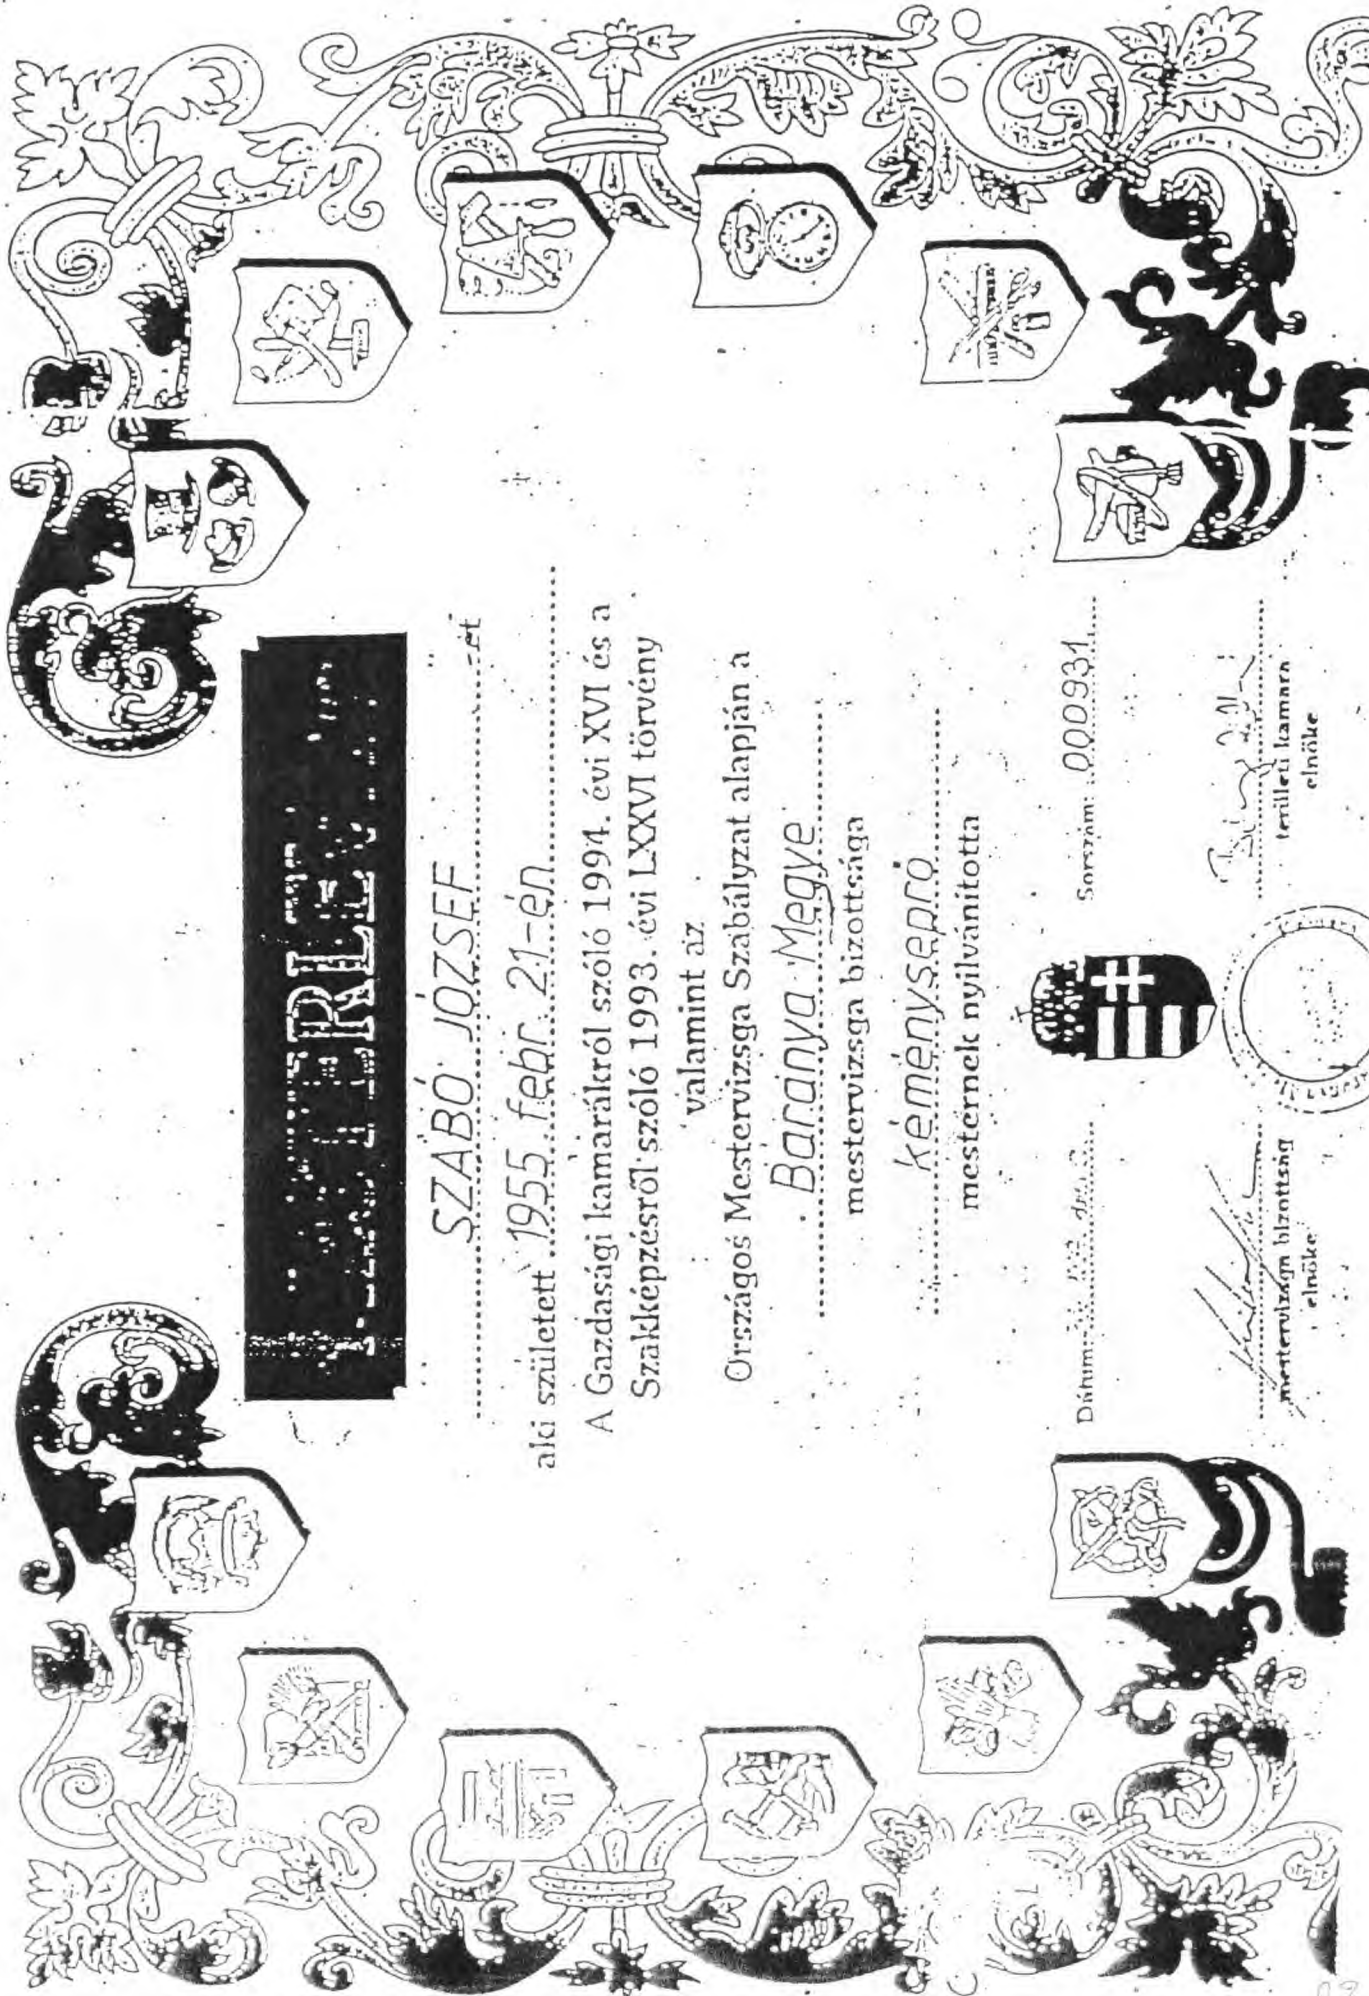 MESTERLEVÉL
SZABÓ JÓZSEF -et
aki született 1955. febr. 21-én
A Gazdasági kamarákról szóló 1994. évi XVI és a
Szakképzésről szóló 1993. évi LXXVI törvény
valamint az
Országos Mestervizsga Szabályzat alapján a
Baranya Megye
mestervizsga bizottsága
kéményseprő
mesternek nyilvánította
Dátum:
Sorszám: 000931
mestervizsga bizottság
elnöke
területi kamara
elnöke